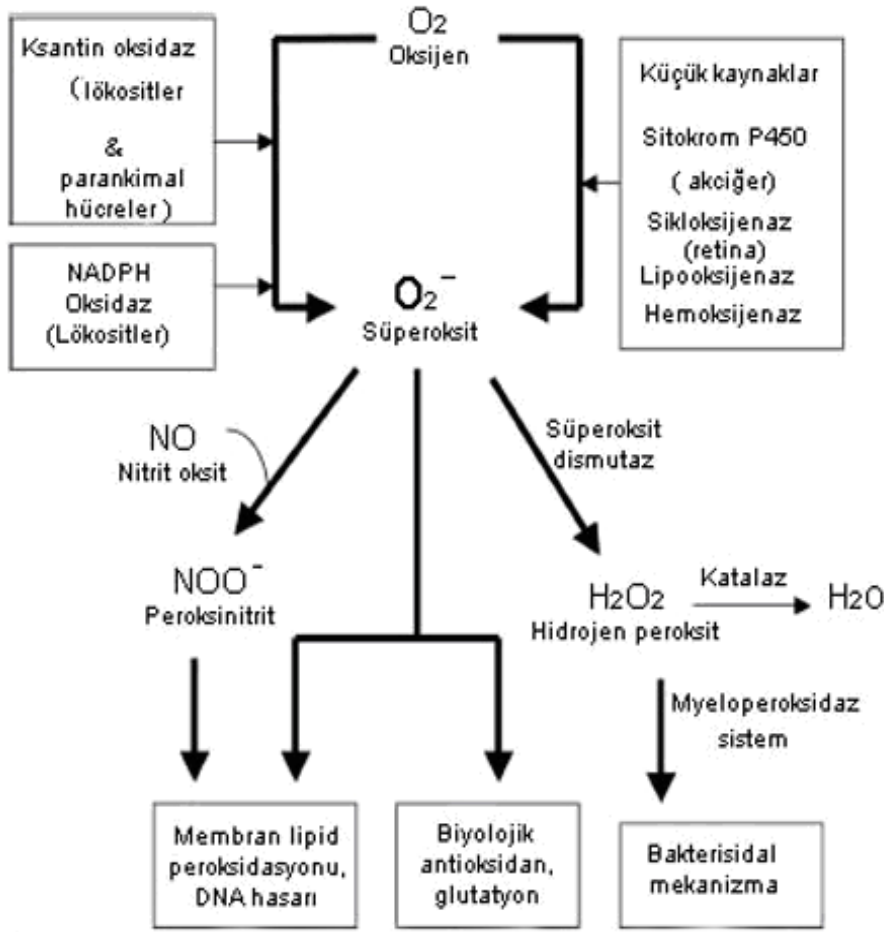 O₂
Oksijen
Ksantin oksidaz
(lökositler
&
parankimal
hücreler)
NADPH
Oksidaz
(Lökositler)
Küçük kaynaklar
Sitokrom P450
( akciğer)
Sikloksijenaz
(retina)
Lipooksijenaz
Hemoksijenaz
O₂⁻
Süperoksit
NO
Nitrit oksit
Süperoksit
dismutaz
NOO⁻
Peroksinitrit
H₂O₂
Hidrojen peroksit
Katalaz
H₂O
Myeloperoksidaz
sistem
Membran lipid
peroksidasyonu,
DNA hasarı
Biyolojik
antioksidan,
glutatyon
Bakterisidal
mekanizma